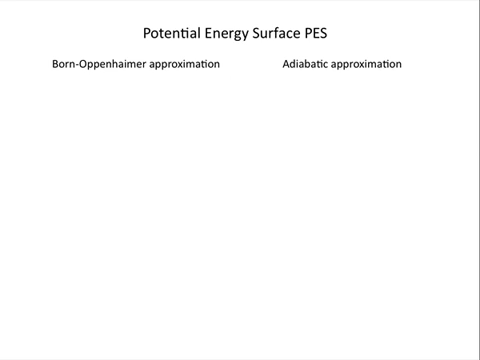 Potential Energy Surface PES
Born-Oppenhaimer approximation
Adiabatic approximation